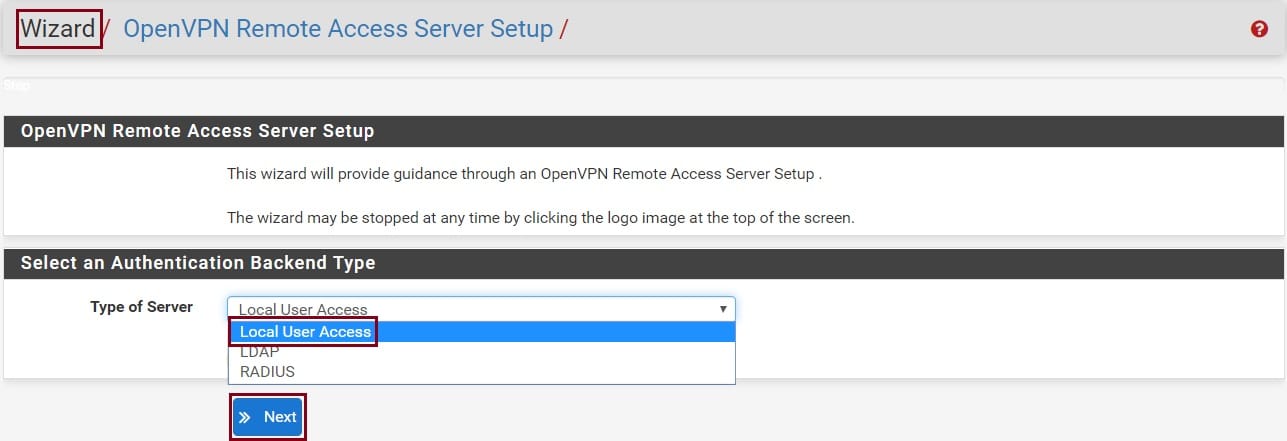 Wizard / OpenVPN Remote Access Server Setup /
Step
OpenVPN Remote Access Server Setup
This wizard will provide guidance through an OpenVPN Remote Access Server Setup .
The wizard may be stopped at any time by clicking the logo image at the top of the screen.
Select an Authentication Backend Type
Type of Server
Local User Access
Local User Access
LDAP
RADIUS
Next